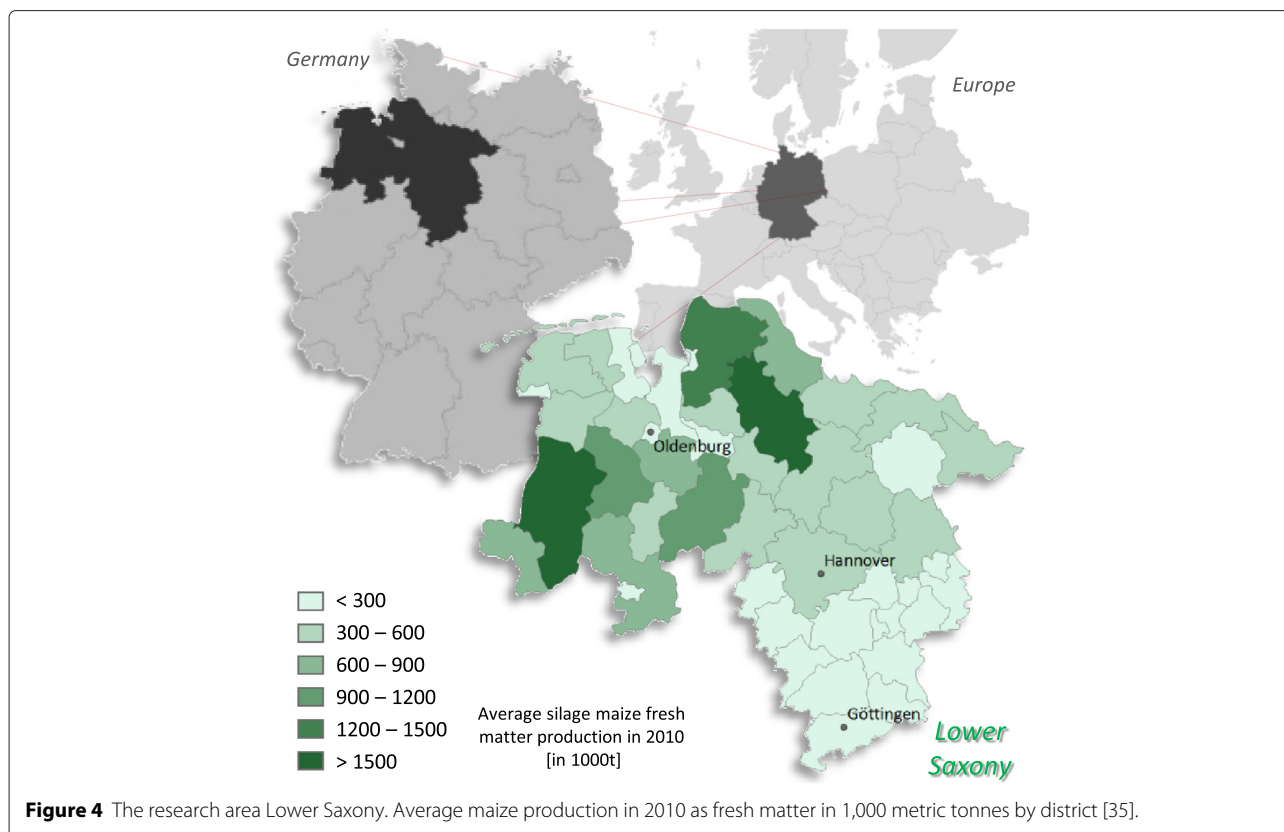 Germany
Europe
Oldenburg
Hannover
Göttingen
Lower
Saxony
< 300
300 – 600
600 – 900
900 – 1200
1200 – 1500
> 1500
Average silage maize fresh
matter production in 2010
[in 1000t]
Figure 4 The research area Lower Saxony. Average maize production in 2010 as fresh matter in 1,000 metric tonnes by district [35].